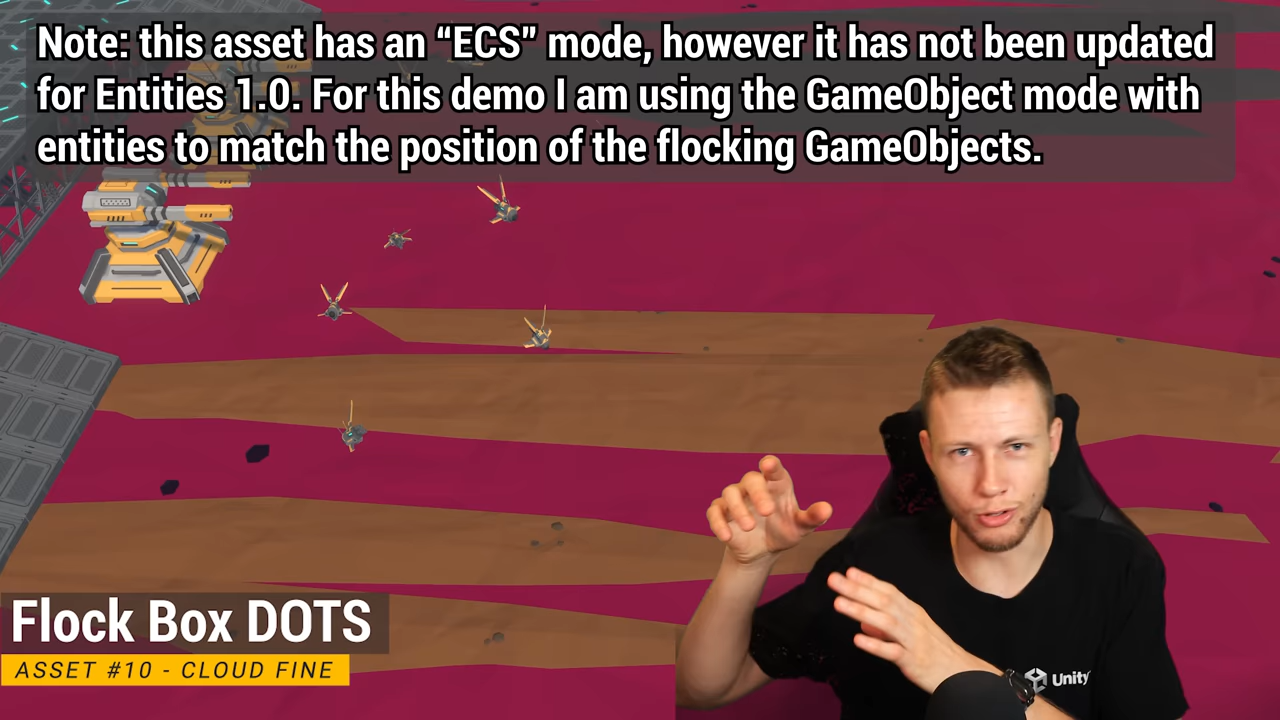 Note: this asset has an “ECS” mode, however it has not been updated
for Entities 1.0. For this demo I am using the GameObject mode with
entities to match the position of the flocking GameObjects.
Flock Box DOTS
ASSET #10 - CLOUD FINE
Unity